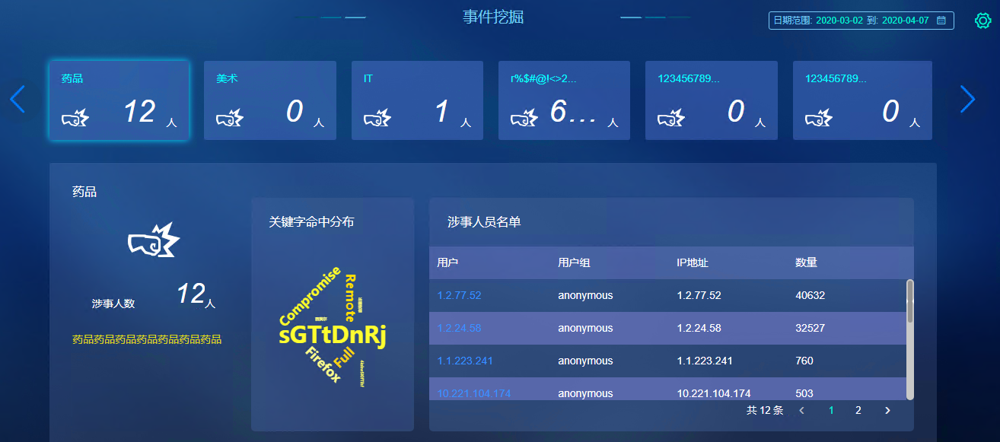 事件挖掘
日期范围: 2020-03-02 到: 2020-04-07
药品
12 人
美术
0 人
IT
1 人
r%$#@!<>2...
6... 人
123456789...
0 人
123456789...
0 人
药品
涉事人数 12人
药品药品药品药品药品药品药品
关键字命中分布
Compromise
Remote
sGTtDnRj
Firefox
Full
涉事人员名单
用户 用户组 IP地址 数量
1.2.77.52 anonymous 1.2.77.52 40632
1.2.24.58 anonymous 1.2.24.58 32527
1.1.223.241 anonymous 1.1.223.241 760
10.221.104.174 anonymous 10.221.104.174 503
共 12 条 1 2